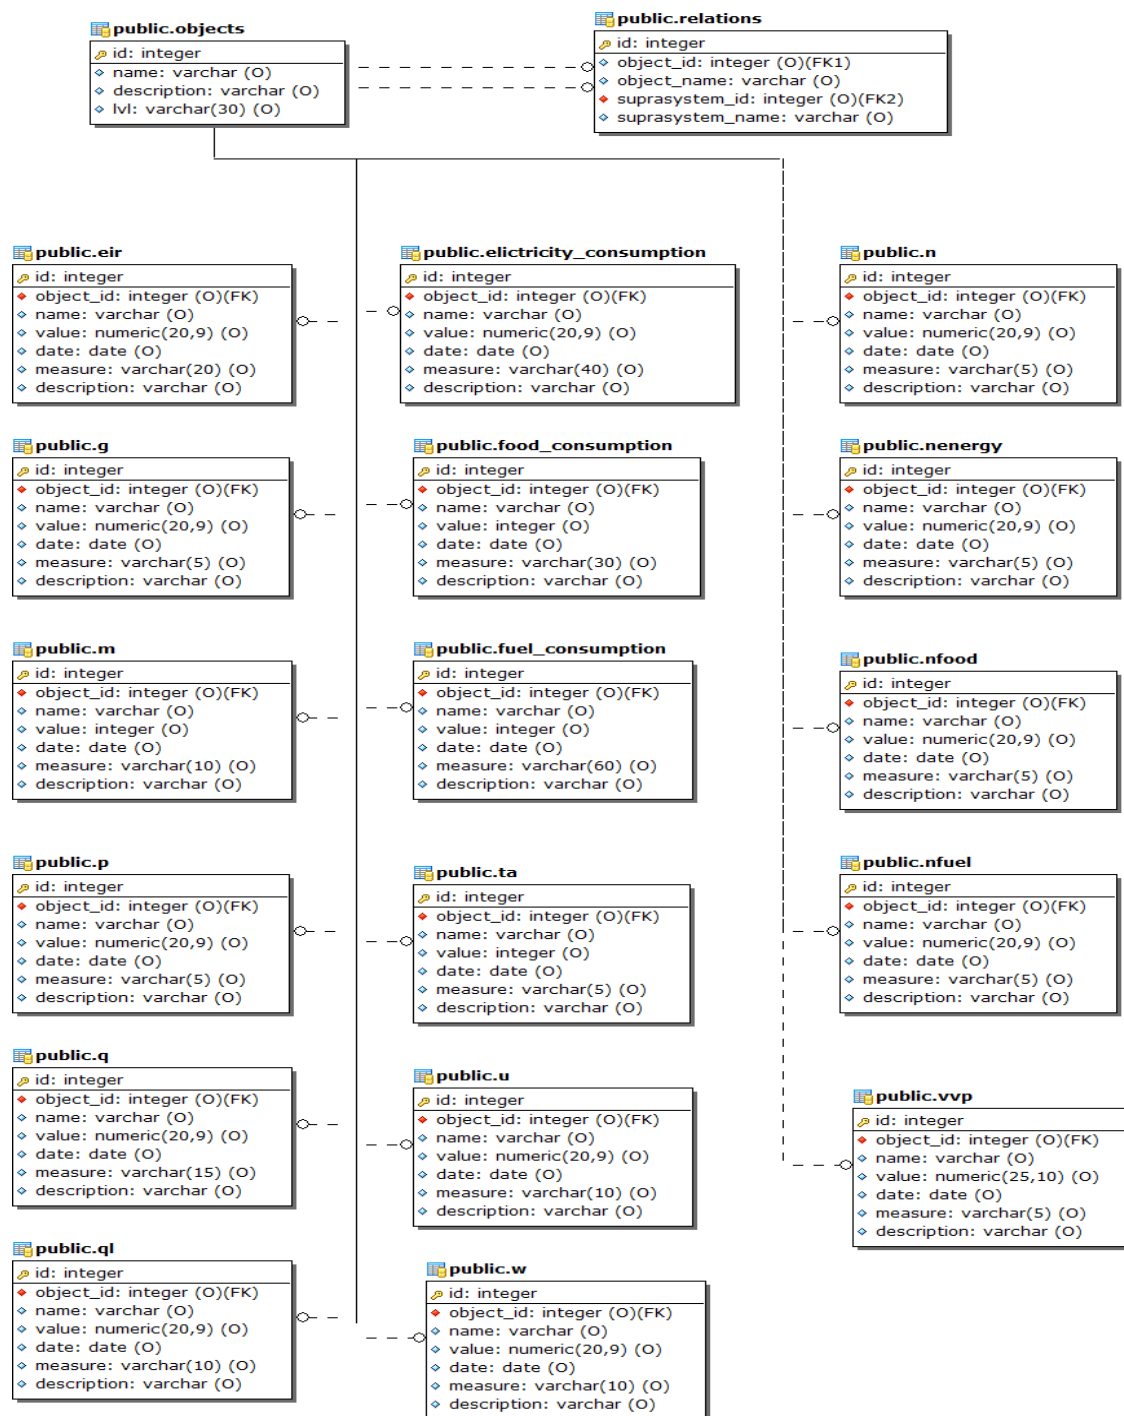 public.objects
id: integer
name: varchar (O)
description: varchar (O)
lvl: varchar(30) (O)
public.relations
id: integer
object_id: integer (O)(FK1)
object_name: varchar (O)
suprasystem_id: integer (O)(FK2)
suprasystem_name: varchar (O)
public.eir
id: integer
object_id: integer (O)(FK)
name: varchar (O)
value: numeric(20,9) (O)
date: date (O)
measure: varchar(20) (O)
description: varchar (O)
public.elictricity_consumption
id: integer
object_id: integer (O)(FK)
name: varchar (O)
value: numeric(20,9) (O)
date: date (O)
measure: varchar(40) (O)
description: varchar (O)
public.n
id: integer
object_id: integer (O)(FK)
name: varchar (O)
value: numeric(20,9) (O)
date: date (O)
measure: varchar(5) (O)
description: varchar (O)
public.g
id: integer
object_id: integer (O)(FK)
name: varchar (O)
value: numeric(20,9) (O)
date: date (O)
measure: varchar(5) (O)
description: varchar (O)
public.food_consumption
id: integer
object_id: integer (O)(FK)
name: varchar (O)
value: integer (O)
date: date (O)
measure: varchar(30) (O)
description: varchar (O)
public.nenergy
id: integer
object_id: integer (O)(FK)
name: varchar (O)
value: numeric(20,9) (O)
date: date (O)
measure: varchar(5) (O)
description: varchar (O)
public.m
id: integer
object_id: integer (O)(FK)
name: varchar (O)
value: integer (O)
date: date (O)
measure: varchar(10) (O)
description: varchar (O)
public.fuel_consumption
id: integer
object_id: integer (O)(FK)
name: varchar (O)
value: integer (O)
date: date (O)
measure: varchar(60) (O)
description: varchar (O)
public.nfood
id: integer
object_id: integer (O)(FK)
name: varchar (O)
value: numeric(20,9) (O)
date: date (O)
measure: varchar(5) (O)
description: varchar (O)
public.p
id: integer
object_id: integer (O)(FK)
name: varchar (O)
value: numeric(20,9) (O)
date: date (O)
measure: varchar(5) (O)
description: varchar (O)
public.ta
id: integer
object_id: integer (O)(FK)
name: varchar (O)
value: integer (O)
date: date (O)
measure: varchar(5) (O)
description: varchar (O)
public.nfuel
id: integer
object_id: integer (O)(FK)
name: varchar (O)
value: numeric(20,9) (O)
date: date (O)
measure: varchar(5) (O)
description: varchar (O)
public.q
id: integer
object_id: integer (O)(FK)
name: varchar (O)
value: numeric(20,9) (O)
date: date (O)
measure: varchar(15) (O)
description: varchar (O)
public.u
id: integer
object_id: integer (O)(FK)
name: varchar (O)
value: numeric(20,9) (O)
date: date (O)
measure: varchar(10) (O)
description: varchar (O)
public.vvp
id: integer
object_id: integer (O)(FK)
name: varchar (O)
value: numeric(25,10) (O)
date: date (O)
measure: varchar(5) (O)
description: varchar (O)
public.ql
id: integer
object_id: integer (O)(FK)
name: varchar (O)
value: numeric(20,9) (O)
date: date (O)
measure: varchar(10) (O)
description: varchar (O)
public.w
id: integer
object_id: integer (O)(FK)
name: varchar (O)
value: numeric(20,9) (O)
date: date (O)
measure: varchar(10) (O)
description: varchar (O)